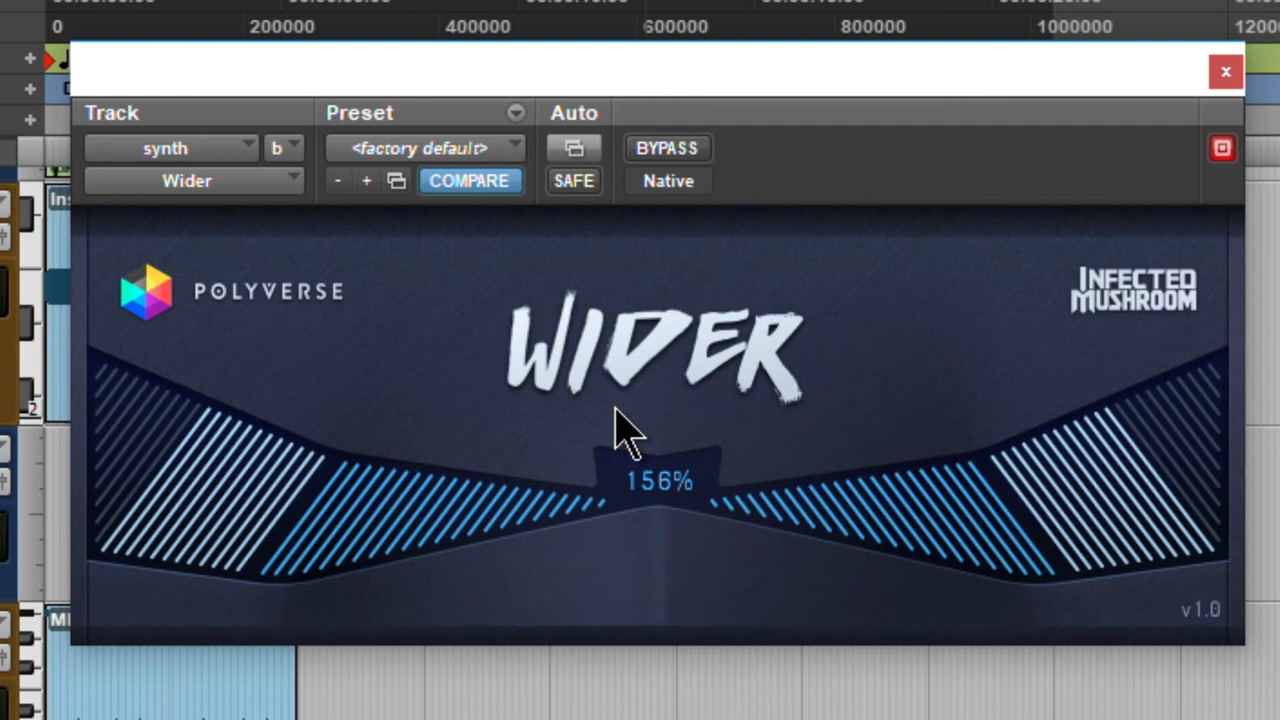 0 200000 400000 600000 800000 1000000
x
Track Preset Auto
synth b <factory default> BYPASS
Wider - + COMPARE SAFE Native
POLYVERSE
INFECTED
MUSHROOM
WIDER
156%
v1.0
2